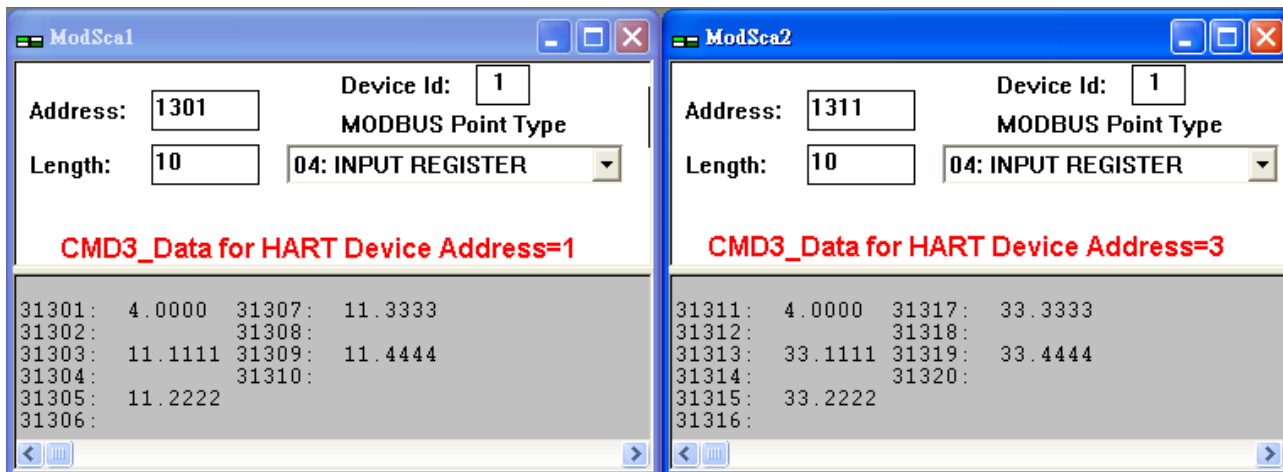 ModSca1
Device Id: 1
Address: 1301
MODBUS Point Type
Length: 10
04: INPUT REGISTER
CMD3_Data for HART Device Address=1
31301: 4.0000 31307: 11.3333
31302: 31308:
31303: 11.1111 31309: 11.4444
31304: 31310:
31305: 11.2222
31306:
ModSca2
Device Id: 1
Address: 1311
MODBUS Point Type
Length: 10
04: INPUT REGISTER
CMD3_Data for HART Device Address=3
31311: 4.0000 31317: 33.3333
31312: 31318:
31313: 33.1111 31319: 33.4444
31314: 31320:
31315: 33.2222
31316: